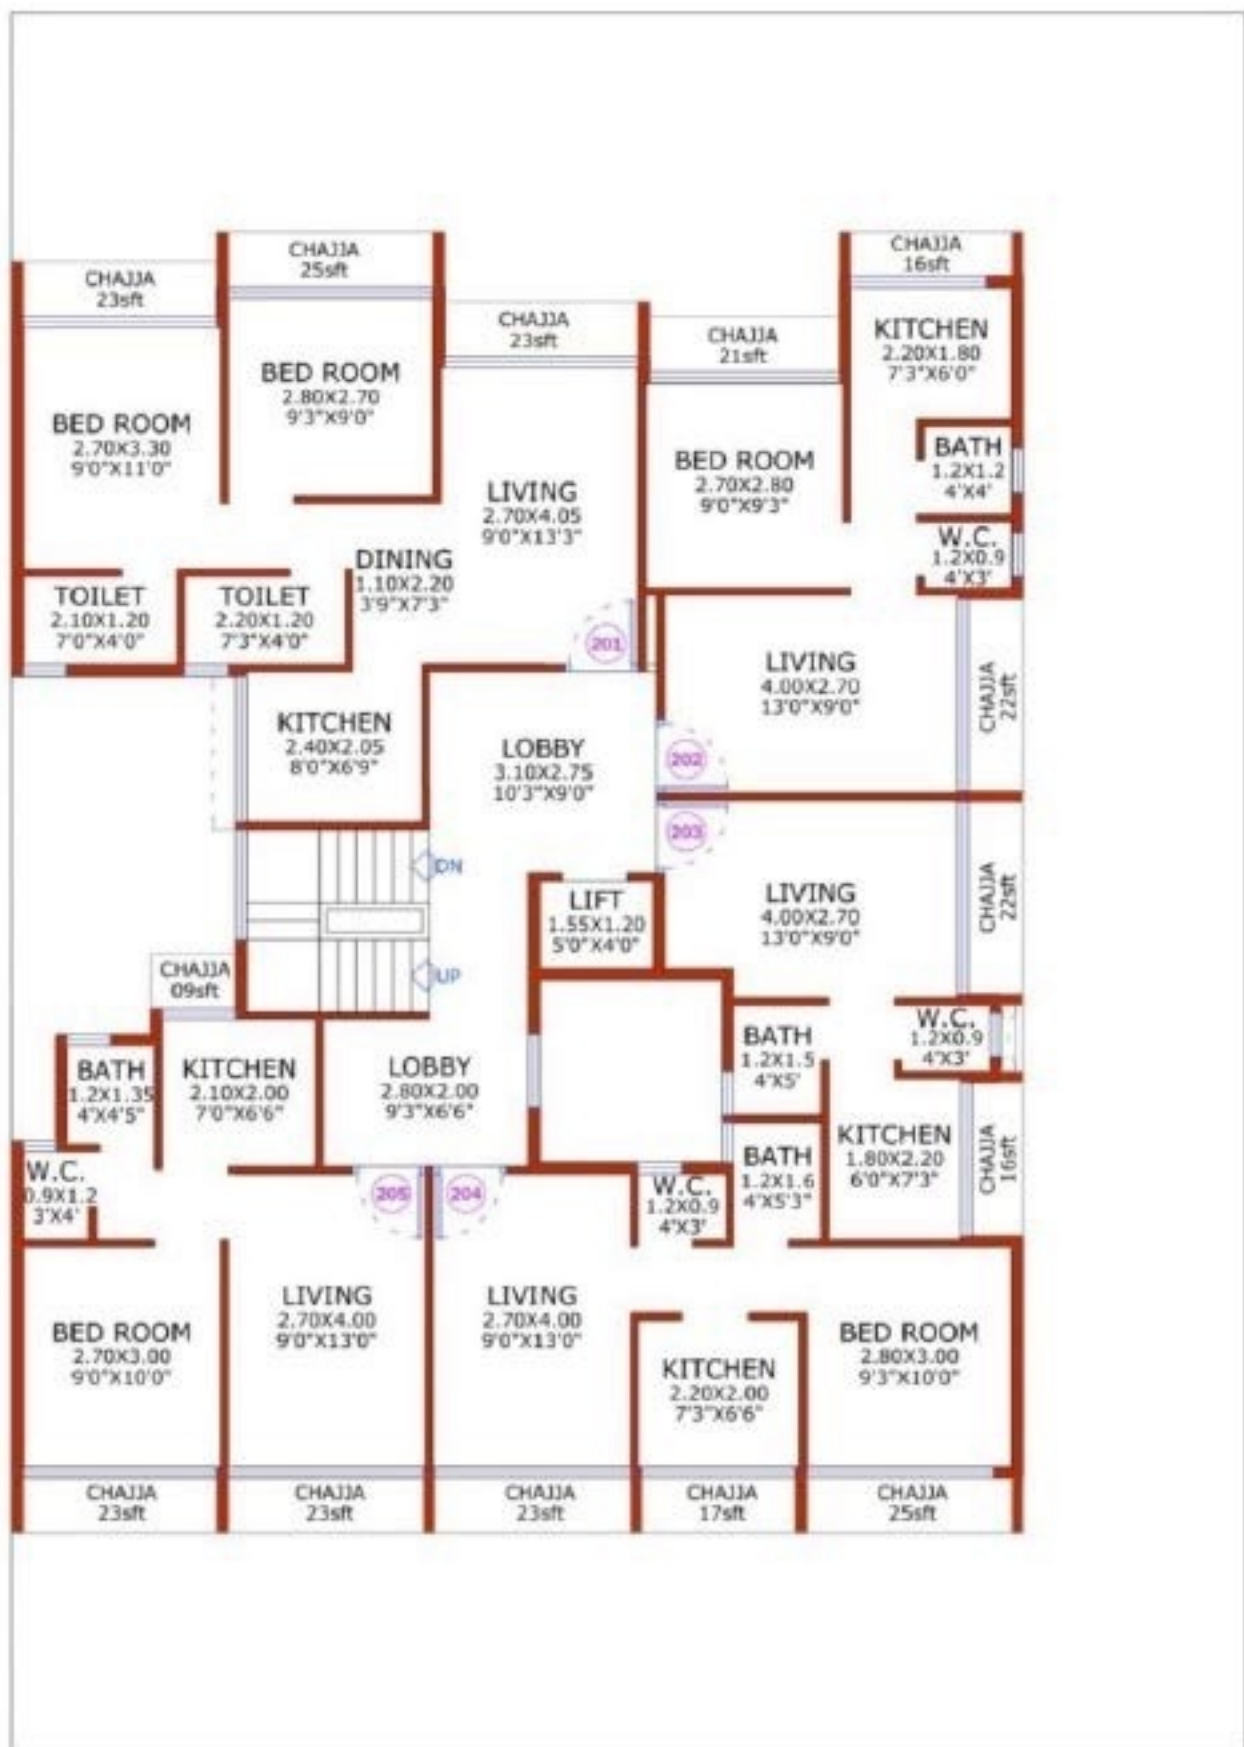 CHAJJA
25sft
CHAJJA
16sft
CHAJJA
23sft
CHAJJA
23sft
CHAJJA
21sft
KITCHEN
2.20X1.80
7'3"X6'0"
BED ROOM
2.80X2.70
9'3"X9'0"
BED ROOM
2.70X3.30
9'0"X11'0"
BATH
1.2X1.2
4'X4'
BED ROOM
2.70X2.80
9'0"X9'3"
LIVING
2.70X4.05
9'0"X13'3"
W.C.
1.2X0.9
4'X3'
DINING
1.10X2.20
3'9"X7'3"
TOILET
2.10X1.20
7'0"X4'0"
TOILET
2.20X1.20
7'3"X4'0"
201
LIVING
4.00X2.70
13'0"X9'0"
CHAJJA
22sft
KITCHEN
2.40X2.05
8'0"X6'9"
LOBBY
3.10X2.75
10'3"X9'0"
202
203
DN
LIVING
4.00X2.70
13'0"X9'0"
CHAJJA
22sft
LIFT
1.55X1.20
5'0"X4'0"
UP
CHAJJA
09sft
W.C.
1.2X0.9
4'X3'
BATH
1.2X1.5
4'X5'
BATH
1.2X1.35
4'X4'5"
KITCHEN
2.10X2.00
7'0"X6'6"
LOBBY
2.80X2.00
9'3"X6'6"
KITCHEN
1.80X2.20
6'0"X7'3"
CHAJJA
16sft
BATH
1.2X1.6
4'X5'3"
W.C.
0.9X1.2
3'X4'
205
204
W.C.
1.2X0.9
4'X3'
LIVING
2.70X4.00
9'0"X13'0"
LIVING
2.70X4.00
9'0"X13'0"
BED ROOM
2.70X3.00
9'0"X10'0"
BED ROOM
2.80X3.00
9'3"X10'0"
KITCHEN
2.20X2.00
7'3"X6'6"
CHAJJA
23sft
CHAJJA
23sft
CHAJJA
23sft
CHAJJA
17sft
CHAJJA
25sft